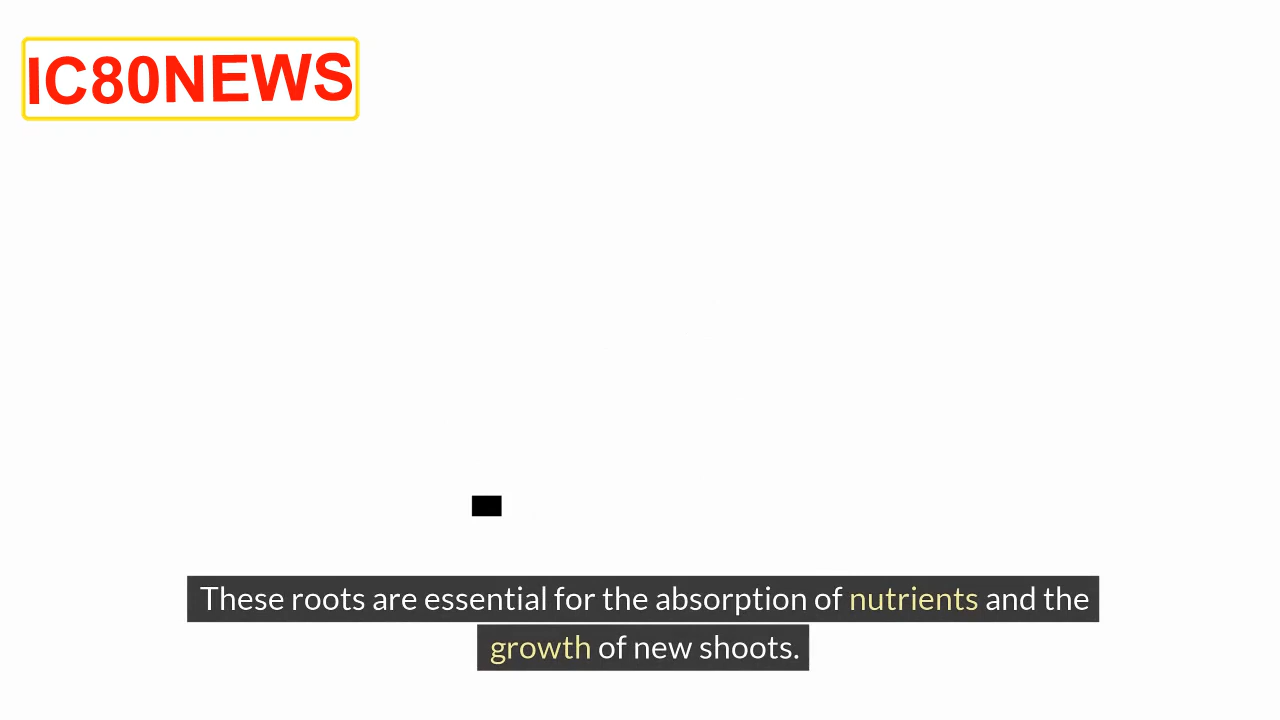 IC80NEWS
These roots are essential for the absorption of nutrients and the
growth of new shoots.